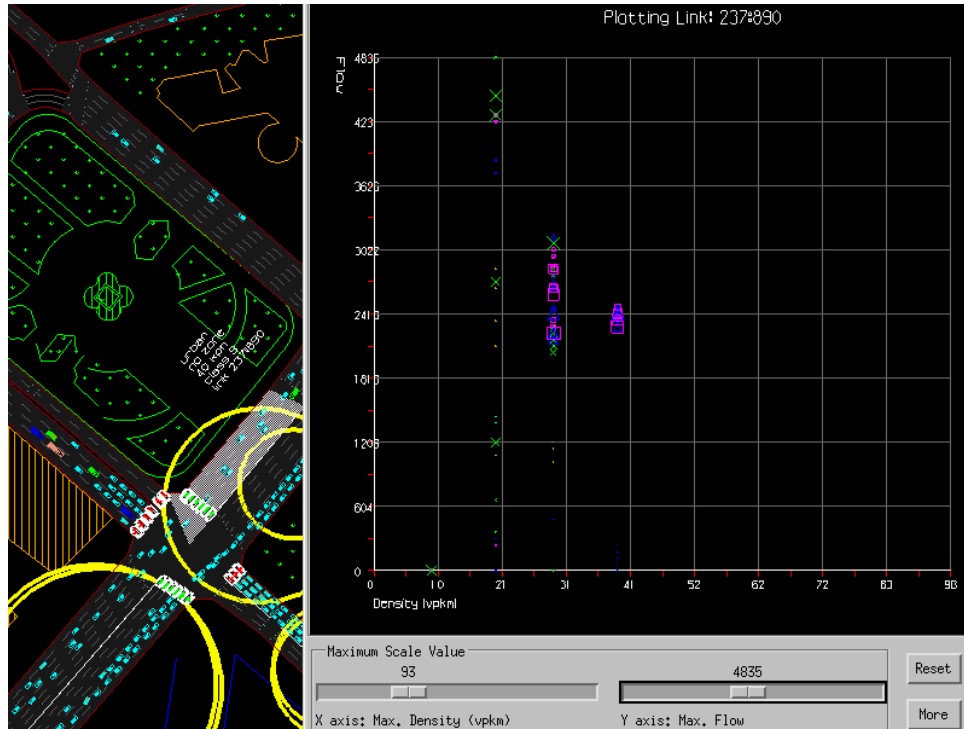 Plotting Link: 237:890
Flow
4835
423
3626
3022
2418
1813
1209
604
0
0 10 21 31 41 52 62 72 83 93
Density (vpkm)
urban
no zone
40 kph
class 9
link 237:890
Maximum Scale Value
93 4835
X axis: Max. Density (vpkm) Y axis: Max. Flow
Reset
More